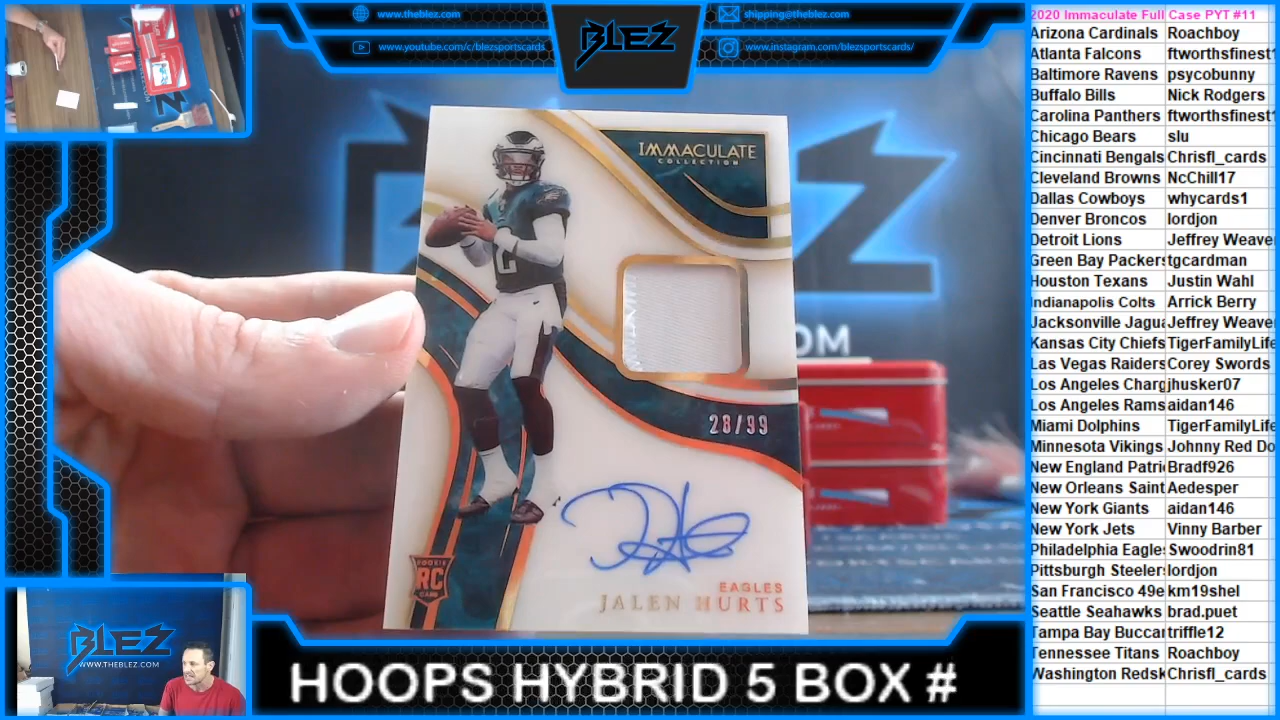 www.theblez.com
www.youtube.com/c/blezsportscards
BLEZ
shipping@theblez.com
www.instagram.com/blezsportscards/
IMMACULATE
COLLECTION
2
28/99
ROOKIE
RC
CARD
EAGLES
JALEN HURTS
BLEZ
WWW.THEBLEZ.COM
HOOPS HYBRID 5 BOX #
2020 Immaculate Full Case PYT #11
Arizona Cardinals Roachboy
Atlanta Falcons ftworthsfinest1
Baltimore Ravens psycobunny
Buffalo Bills Nick Rodgers
Carolina Panthers ftworthsfinest1
Chicago Bears slu
Cincinnati Bengals Chrisfl_cards
Cleveland Browns NcChill17
Dallas Cowboys whycards1
Denver Broncos lordjon
Detroit Lions Jeffrey Weaver
Green Bay Packers tgcardman
Houston Texans Justin Wahl
Indianapolis Colts Arrick Berry
Jacksonville Jagua Jeffrey Weaver
Kansas City Chiefs TigerFamilyLife
Las Vegas Raiders Corey Swords
Los Angeles Charg jhusker07
Los Angeles Rams aidan146
Miami Dolphins TigerFamilyLife
Minnesota Vikings Johnny Red Do
New England Patri Bradf926
New Orleans Saint Aedesper
New York Giants aidan146
New York Jets Vinny Barber
Philadelphia Eagle Swoodrin81
Pittsburgh Steeler lordjon
San Francisco 49e km19shel
Seattle Seahawks brad.puet
Tampa Bay Buccar triffle12
Tennessee Titans Roachboy
Washington Redsk Chrisfl_cards